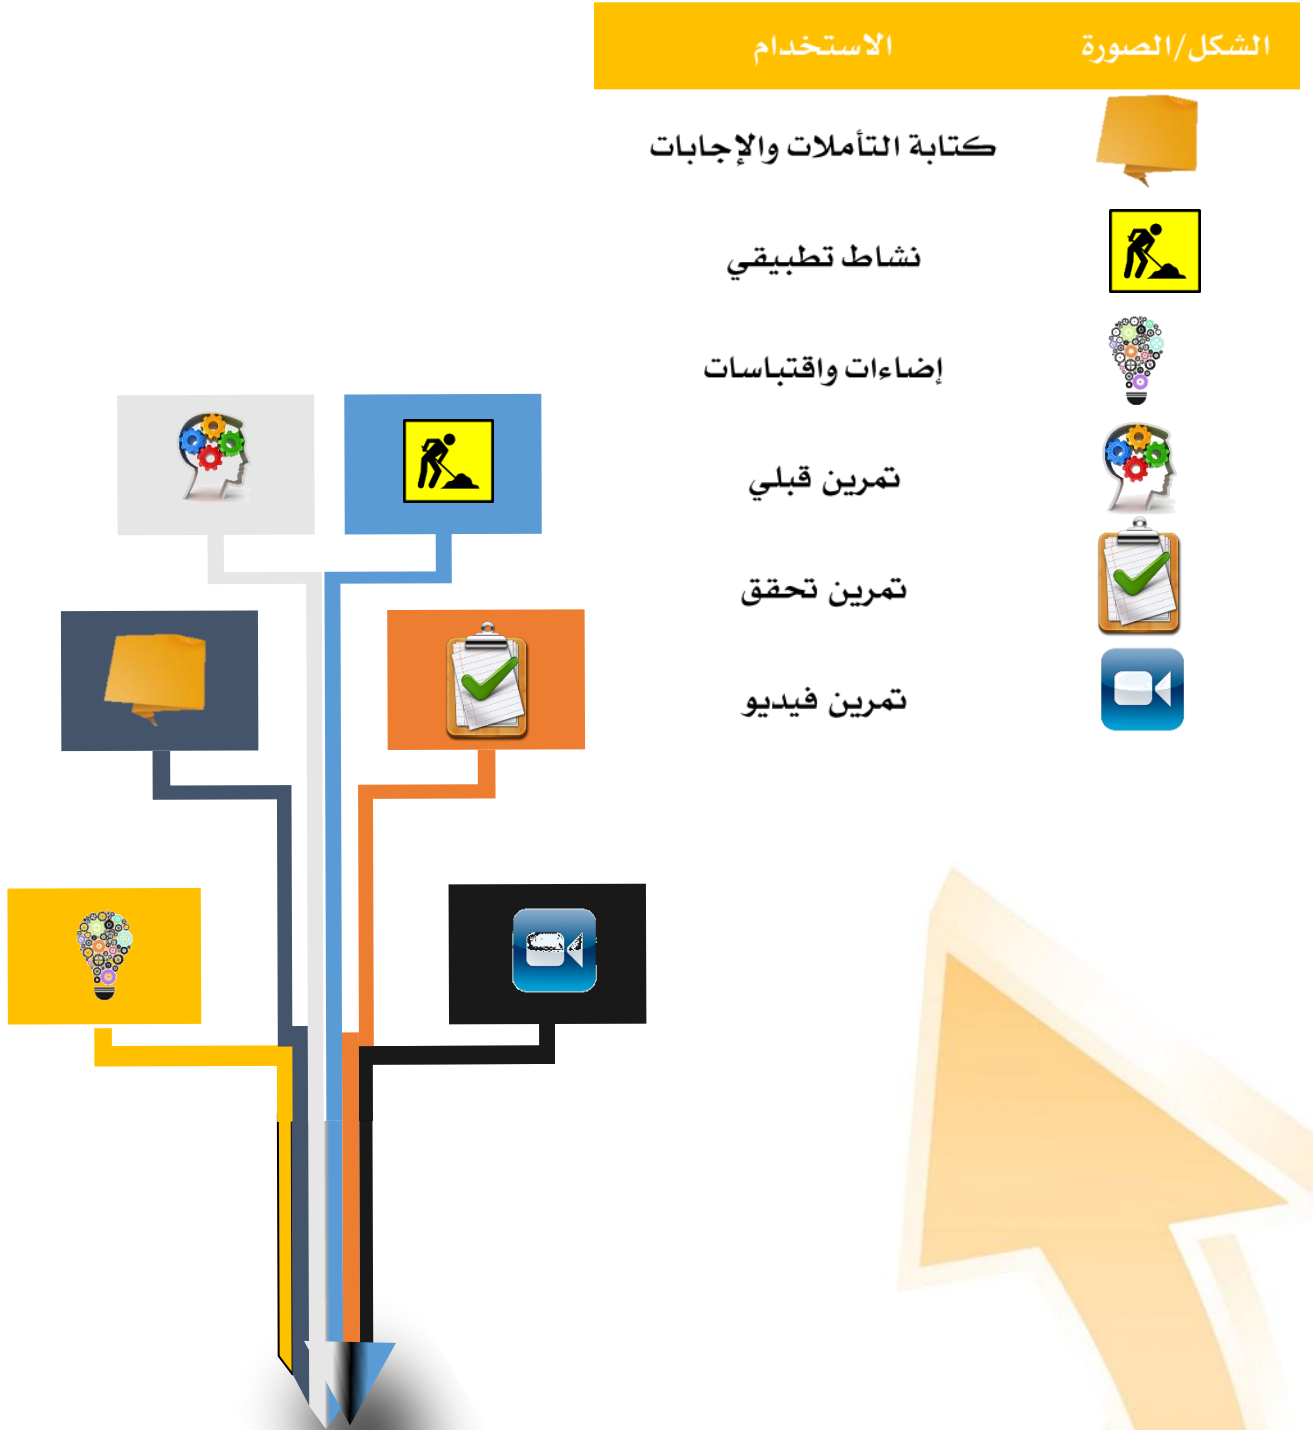 الشكل/الصورة الاستخدام
كتابة التأملات والإجابات
نشاط تطبيقي
إضاءات واقتباسات
تمرين قبلي
تمرين تحقق
تمرين فيديو